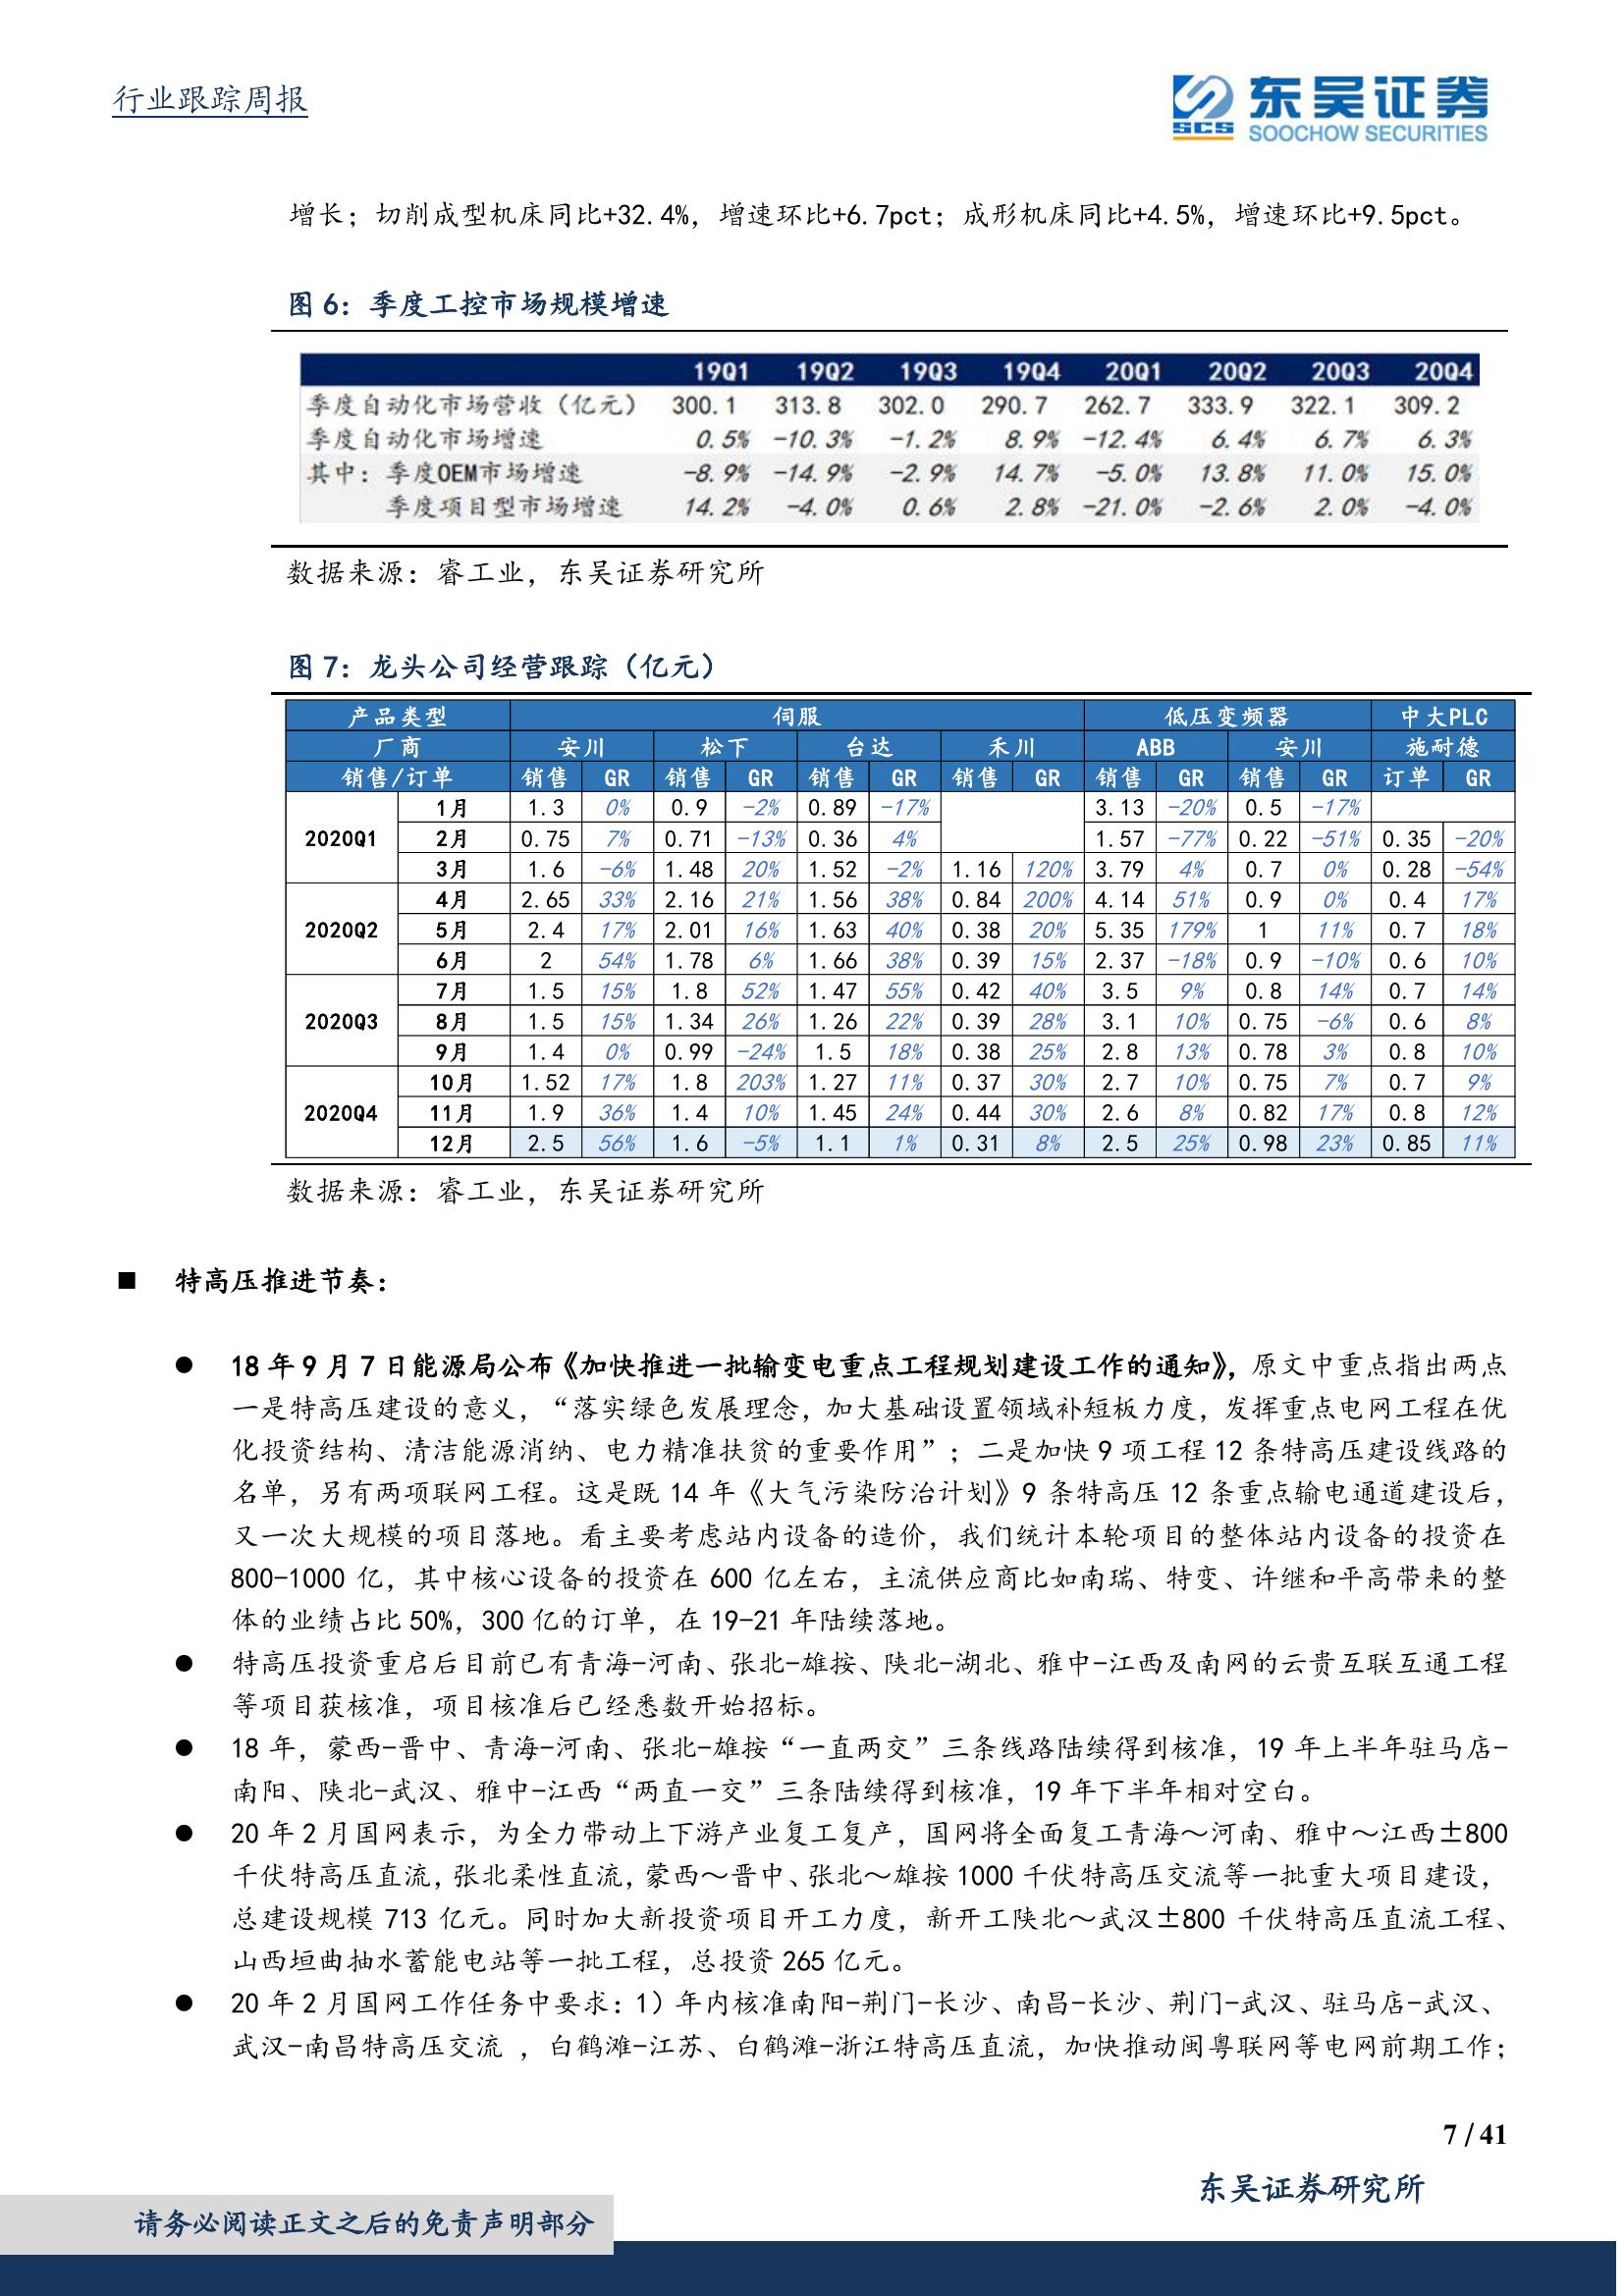 行业跟踪周报
东吴证券
SCS
SOOCHOW SECURITIES
增长；切削成型机床同比+32.4%，增速环比+6.7pct；成形机床同比+4.5%，增速环比+9.5pct。
图 6：季度工控市场规模增速
19Q1 19Q2 19Q3 19Q4 20Q1 20Q2 20Q3 20Q4
季度自动化市场营收（亿元） 300.1 313.8 302.0 290.7 262.7 333.9 322.1 309.2
季度自动化市场增速 0.5% -10.3% -1.2% 8.9% -12.4% 6.4% 6.7% 6.3%
其中：季度OEM市场增速 -8.9% -14.9% -2.9% 14.7% -5.0% 13.8% 11.0% 15.0%
季度项目型市场增速 14.2% -4.0% 0.6% 2.8% -21.0% -2.6% 2.0% -4.0%
数据来源：睿工业，东吴证券研究所
图 7：龙头公司经营跟踪（亿元）
产品类型 伺服 低压变频器 中大PLC
厂商 安川 松下 台达 禾川 ABB 安川 施耐德
销售/订单 销售 GR 销售 GR 销售 GR 销售 GR 销售 GR 销售 GR 订单 GR
1月 1.3 0% 0.9 -2% 0.89 -17% 3.13 -20% 0.5 -17%
2020Q1 2月 0.75 7% 0.71 -13% 0.36 4% 1.57 -77% 0.22 -51% 0.35 -20%
3月 1.6 -6% 1.48 20% 1.52 -2% 1.16 120% 3.79 4% 0.7 0% 0.28 -54%
4月 2.65 33% 2.16 21% 1.56 38% 0.84 200% 4.14 51% 0.9 0% 0.4 17%
2020Q2 5月 2.4 17% 2.01 16% 1.63 40% 0.38 20% 5.35 179% 1 11% 0.7 18%
6月 2 54% 1.78 6% 1.66 38% 0.39 15% 2.37 -18% 0.9 -10% 0.6 10%
7月 1.5 15% 1.8 52% 1.47 55% 0.42 40% 3.5 9% 0.8 14% 0.7 14%
2020Q3 8月 1.5 15% 1.34 26% 1.26 22% 0.39 28% 3.1 10% 0.75 -6% 0.6 8%
9月 1.4 0% 0.99 -24% 1.5 18% 0.38 25% 2.8 13% 0.78 3% 0.8 10%
10月 1.52 17% 1.8 203% 1.27 11% 0.37 30% 2.7 10% 0.75 7% 0.7 9%
2020Q4 11月 1.9 36% 1.4 10% 1.45 24% 0.44 30% 2.6 8% 0.82 17% 0.8 12%
12月 2.5 56% 1.6 -5% 1.1 1% 0.31 8% 2.5 25% 0.98 23% 0.85 11%
数据来源：睿工业，东吴证券研究所
■ 特高压推进节奏：
● 18 年 9 月 7 日能源局公布《加快推进一批输变电重点工程规划建设工作的通知》，原文中重点指出两点
一是特高压建设的意义，“落实绿色发展理念，加大基础设置领域补短板力度，发挥重点电网工程在优
化投资结构、清洁能源消纳、电力精准扶贫的重要作用”；二是加快 9 项工程 12 条特高压建设线路的
名单，另有两项联网工程。这是既 14 年《大气污染防治计划》9 条特高压 12 条重点输电通道建设后，
又一次大规模的项目落地。看主要考虑站内设备的造价，我们统计本轮项目的整体站内设备的投资在
800-1000 亿，其中核心设备的投资在 600 亿左右，主流供应商比如南瑞、特变、许继和平高带来的整
体的业绩占比 50%，300 亿的订单，在 19-21 年陆续落地。
● 特高压投资重启后目前已有青海-河南、张北-雄按、陕北-湖北、雅中-江西及南网的云贵互联互通工程
等项目获核准，项目核准后已经悉数开始招标。
● 18 年，蒙西-晋中、青海-河南、张北-雄按“一直两交”三条线路陆续得到核准，19 年上半年驻马店-
南阳、陕北-武汉、雅中-江西“两直一交”三条陆续得到核准，19 年下半年相对空白。
● 20 年 2 月国网表示，为全力带动上下游产业复工复产，国网将全面复工青海～河南、雅中～江西±800
千伏特高压直流，张北柔性直流，蒙西～晋中、张北～雄按 1000 千伏特高压交流等一批重大项目建设，
总建设规模 713 亿元。同时加大新投资项目开工力度，新开工陕北～武汉±800 千伏特高压直流工程、
山西垣曲抽水蓄能电站等一批工程，总投资 265 亿元。
● 20 年 2 月国网工作任务中要求：1）年内核准南阳-荆门-长沙、南昌-长沙、荆门-武汉、驻马店-武汉、
武汉-南昌特高压交流 ，白鹤滩-江苏、白鹤滩-浙江特高压直流，加快推动闽粤联网等电网前期工作；
7 / 41
东吴证券研究所
请务必阅读正文之后的免责声明部分